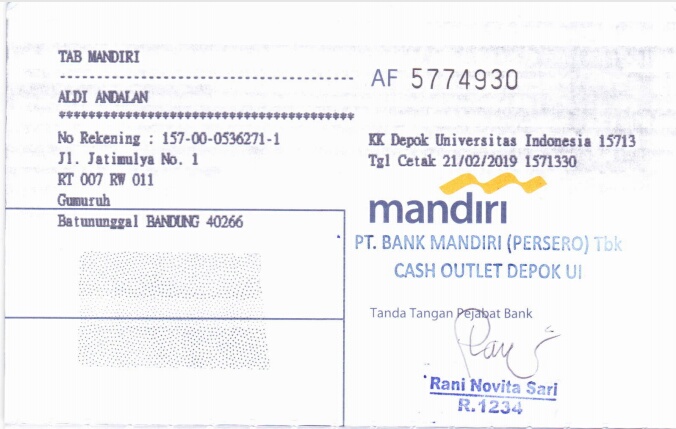 TAB MANDIRI
AF 5774930
ALDI ANDALAN
No Rekening : 157-00-0536271-1
Jl. Jatimulya No. 1
RT 007 RW 011
Gumuruh
Batununggal BANDUNG 40266
KK Depok Universitas Indonesia 15713
Tgl Cetak 21/02/2019 1571330
mandiri
PT. BANK MANDIRI (PERSERO) Tbk
CASH OUTLET DEPOK UI
Tanda Tangan Pejabat Bank
Rani Novita Sari
R.1234